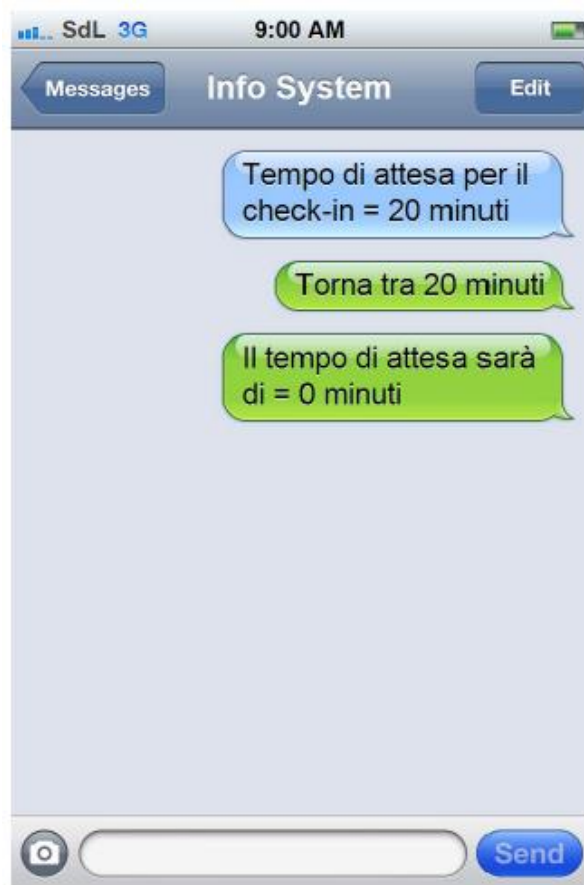 SdL 3G 9:00 AM
Messages Info System Edit
Tempo di attesa per il
check-in = 20 minuti
Torna tra 20 minuti
Il tempo di attesa sarà
di = 0 minuti
Send